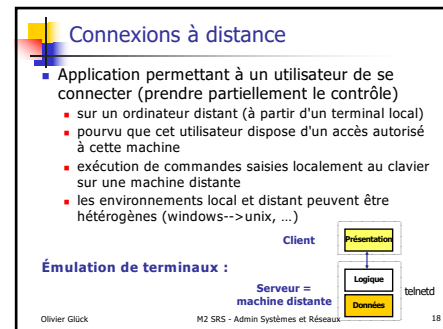 Connexions à distance
Application permettant à un utilisateur de se
connecter (prendre partiellement le contrôle)
sur un ordinateur distant (à partir d'un terminal local)
pourvu que cet utilisateur dispose d'un accès autorisé
à cette machine
exécution de commandes saisies localement au clavier
sur une machine distante
les environnements local et distant peuvent être
hétérogènes (windows-->unix, …)
Client
Présentation
Émulation de terminaux :
Logique
Serveur =
machine distante
telnetd
Données
Olivier Glück
M2 SRS - Admin Systèmes et Réseaux
18